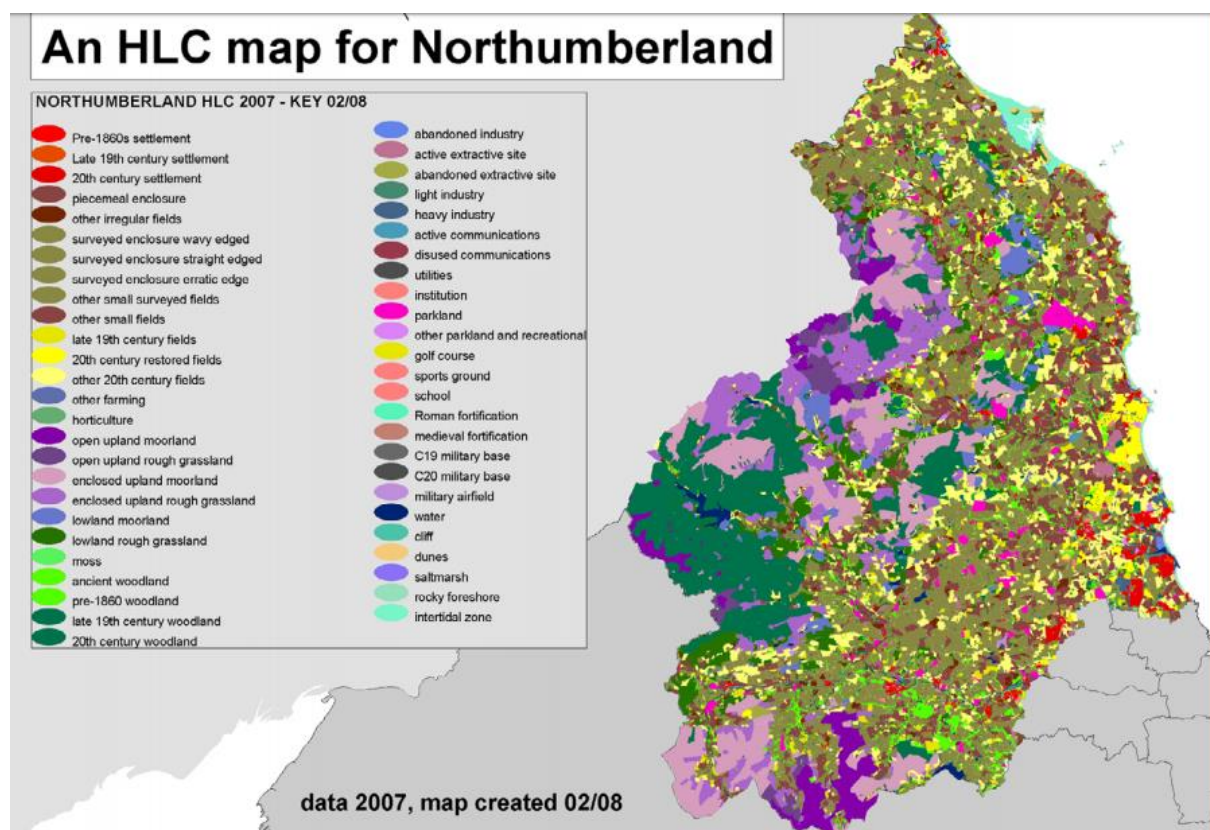 An HLC map for Northumberland
NORTHUMBERLAND HLC 2007 - KEY 02/08
Pre-1860s settlement
Late 19th century settlement
20th century settlement
piecemeal enclosure
other irregular fields
surveyed enclosure wavy edged
surveyed enclosure straight edged
surveyed enclosure erratic edge
other small surveyed fields
other small fields
late 19th century fields
20th century restored fields
other 20th century fields
other farming
horticulture
open upland moorland
open upland rough grassland
enclosed upland moorland
enclosed upland rough grassland
lowland moorland
lowland rough grassland
moss
ancient woodland
pre-1860 woodland
late 19th century woodland
20th century woodland
abandoned industry
active extractive site
abandoned extractive site
light industry
heavy industry
active communications
disused communications
utilities
institution
parkland
other parkland and recreational
golf course
sports ground
school
Roman fortification
medieval fortification
C19 military base
C20 military base
military airfield
water
cliff
dunes
saltmarsh
rocky foreshore
intertidal zone
data 2007, map created 02/08